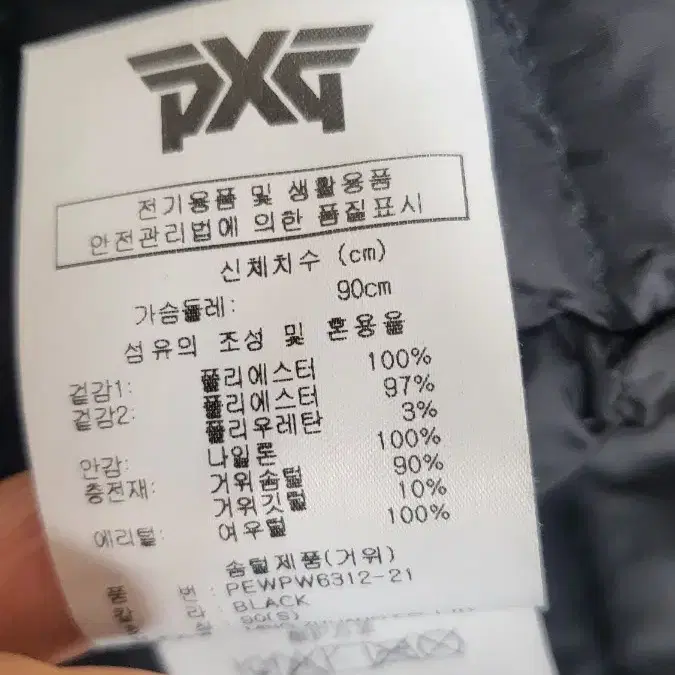 PXG
전기용품 및 생활용품
안전관리법에 의한 품질표시
신체치수 (cm)
가슴둘레: 90cm
섬유의 조성 및 혼용율
겉감1: 폴리에스터 100%
겉감2: 폴리에스터 97%
폴리우레탄 3%
안감: 나일론 100%
충전재: 거위솜털 90%
거위깃털 10%
에리털: 여우털 100%
솜털제품(거위)
품 번 : PEWPW6312-21
칼 라 : BLACK
90(S)